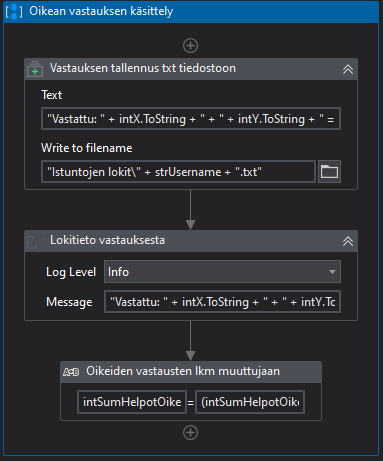 Oikean vastauksen käsittely
Vastauksen tallennus txt tiedostoon
Text
"Vastattu: " + intX.ToString + " + " + intY.ToString + " =
Write to filename
"Istuntojen lokit\" + strUsername + ".txt"
Lokitieto vastauksesta
Log Level Info
Message "Vastattu: " + intX.ToString + " + " + intY.Tc
A+B Oikeiden vastausten lkm muuttujaan
intSumHelpotOike = (intSumHelpotOike